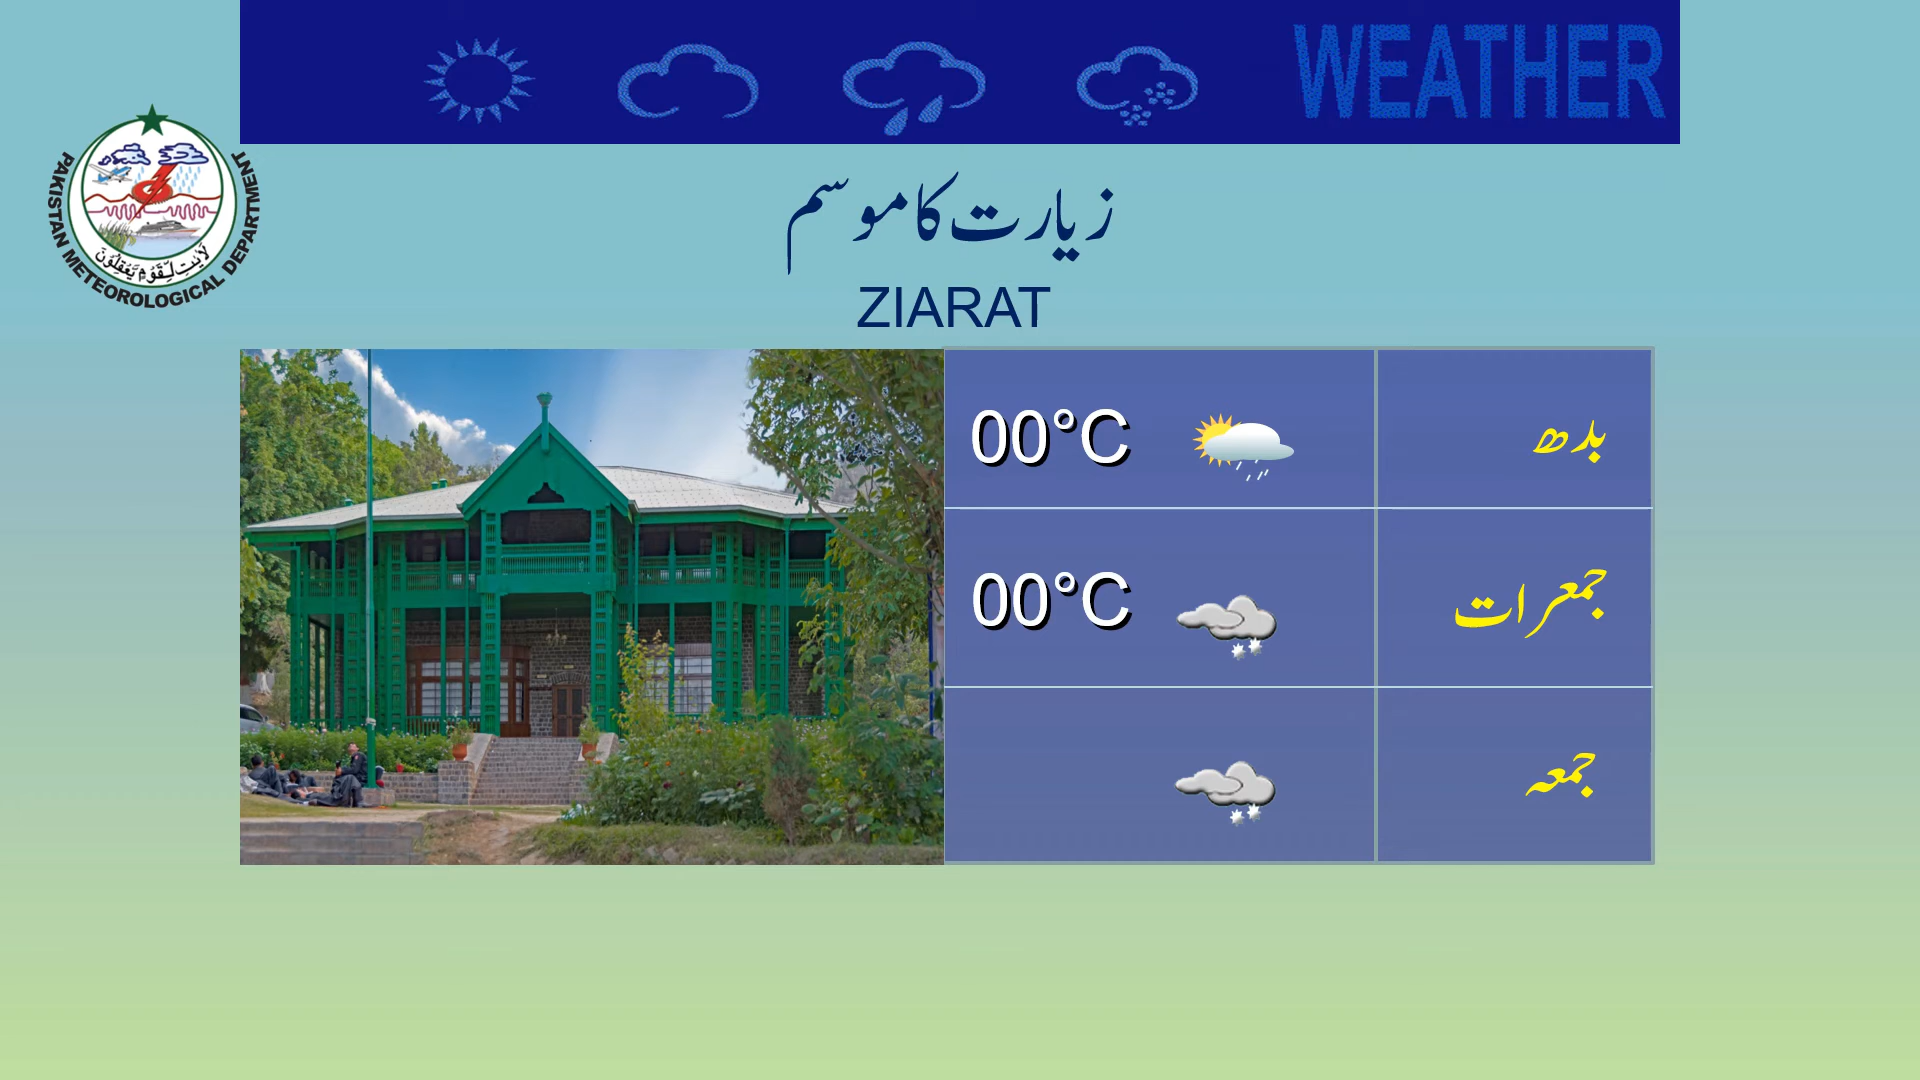 WEATHER
PAKISTAN METEOROLOGICAL DEPARTMENT
لَاٰیٰتٍ لِّقَوْمٍ یَّعْقِلُوْنَ
زیارت کا موسم
ZIARAT
00°C بدھ
00°C جمعرات
جمعہ